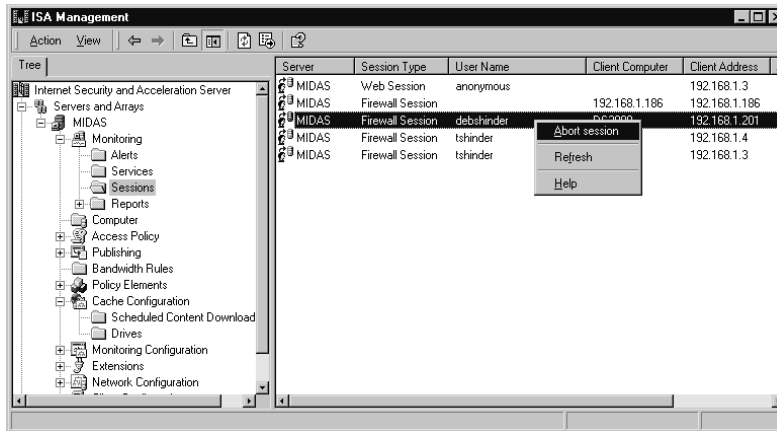 ISA Management
Action View
Tree
Internet Security and Acceleration Server
Servers and Arrays
MIDAS
Monitoring
Alerts
Services
Sessions
Reports
Computer
Access Policy
Publishing
Bandwidth Rules
Policy Elements
Cache Configuration
Scheduled Content Download
Drives
Monitoring Configuration
Extensions
Network Configuration
Server Session Type User Name Client Computer Client Address
MIDAS Web Session anonymous 192.168.1.3
MIDAS Firewall Session 192.168.1.186 192.168.1.186
MIDAS Firewall Session debshinder 192.168.1.201
MIDAS Firewall Session tshinder 192.168.1.4
MIDAS Firewall Session tshinder 192.168.1.3
Abort session
Refresh
Help